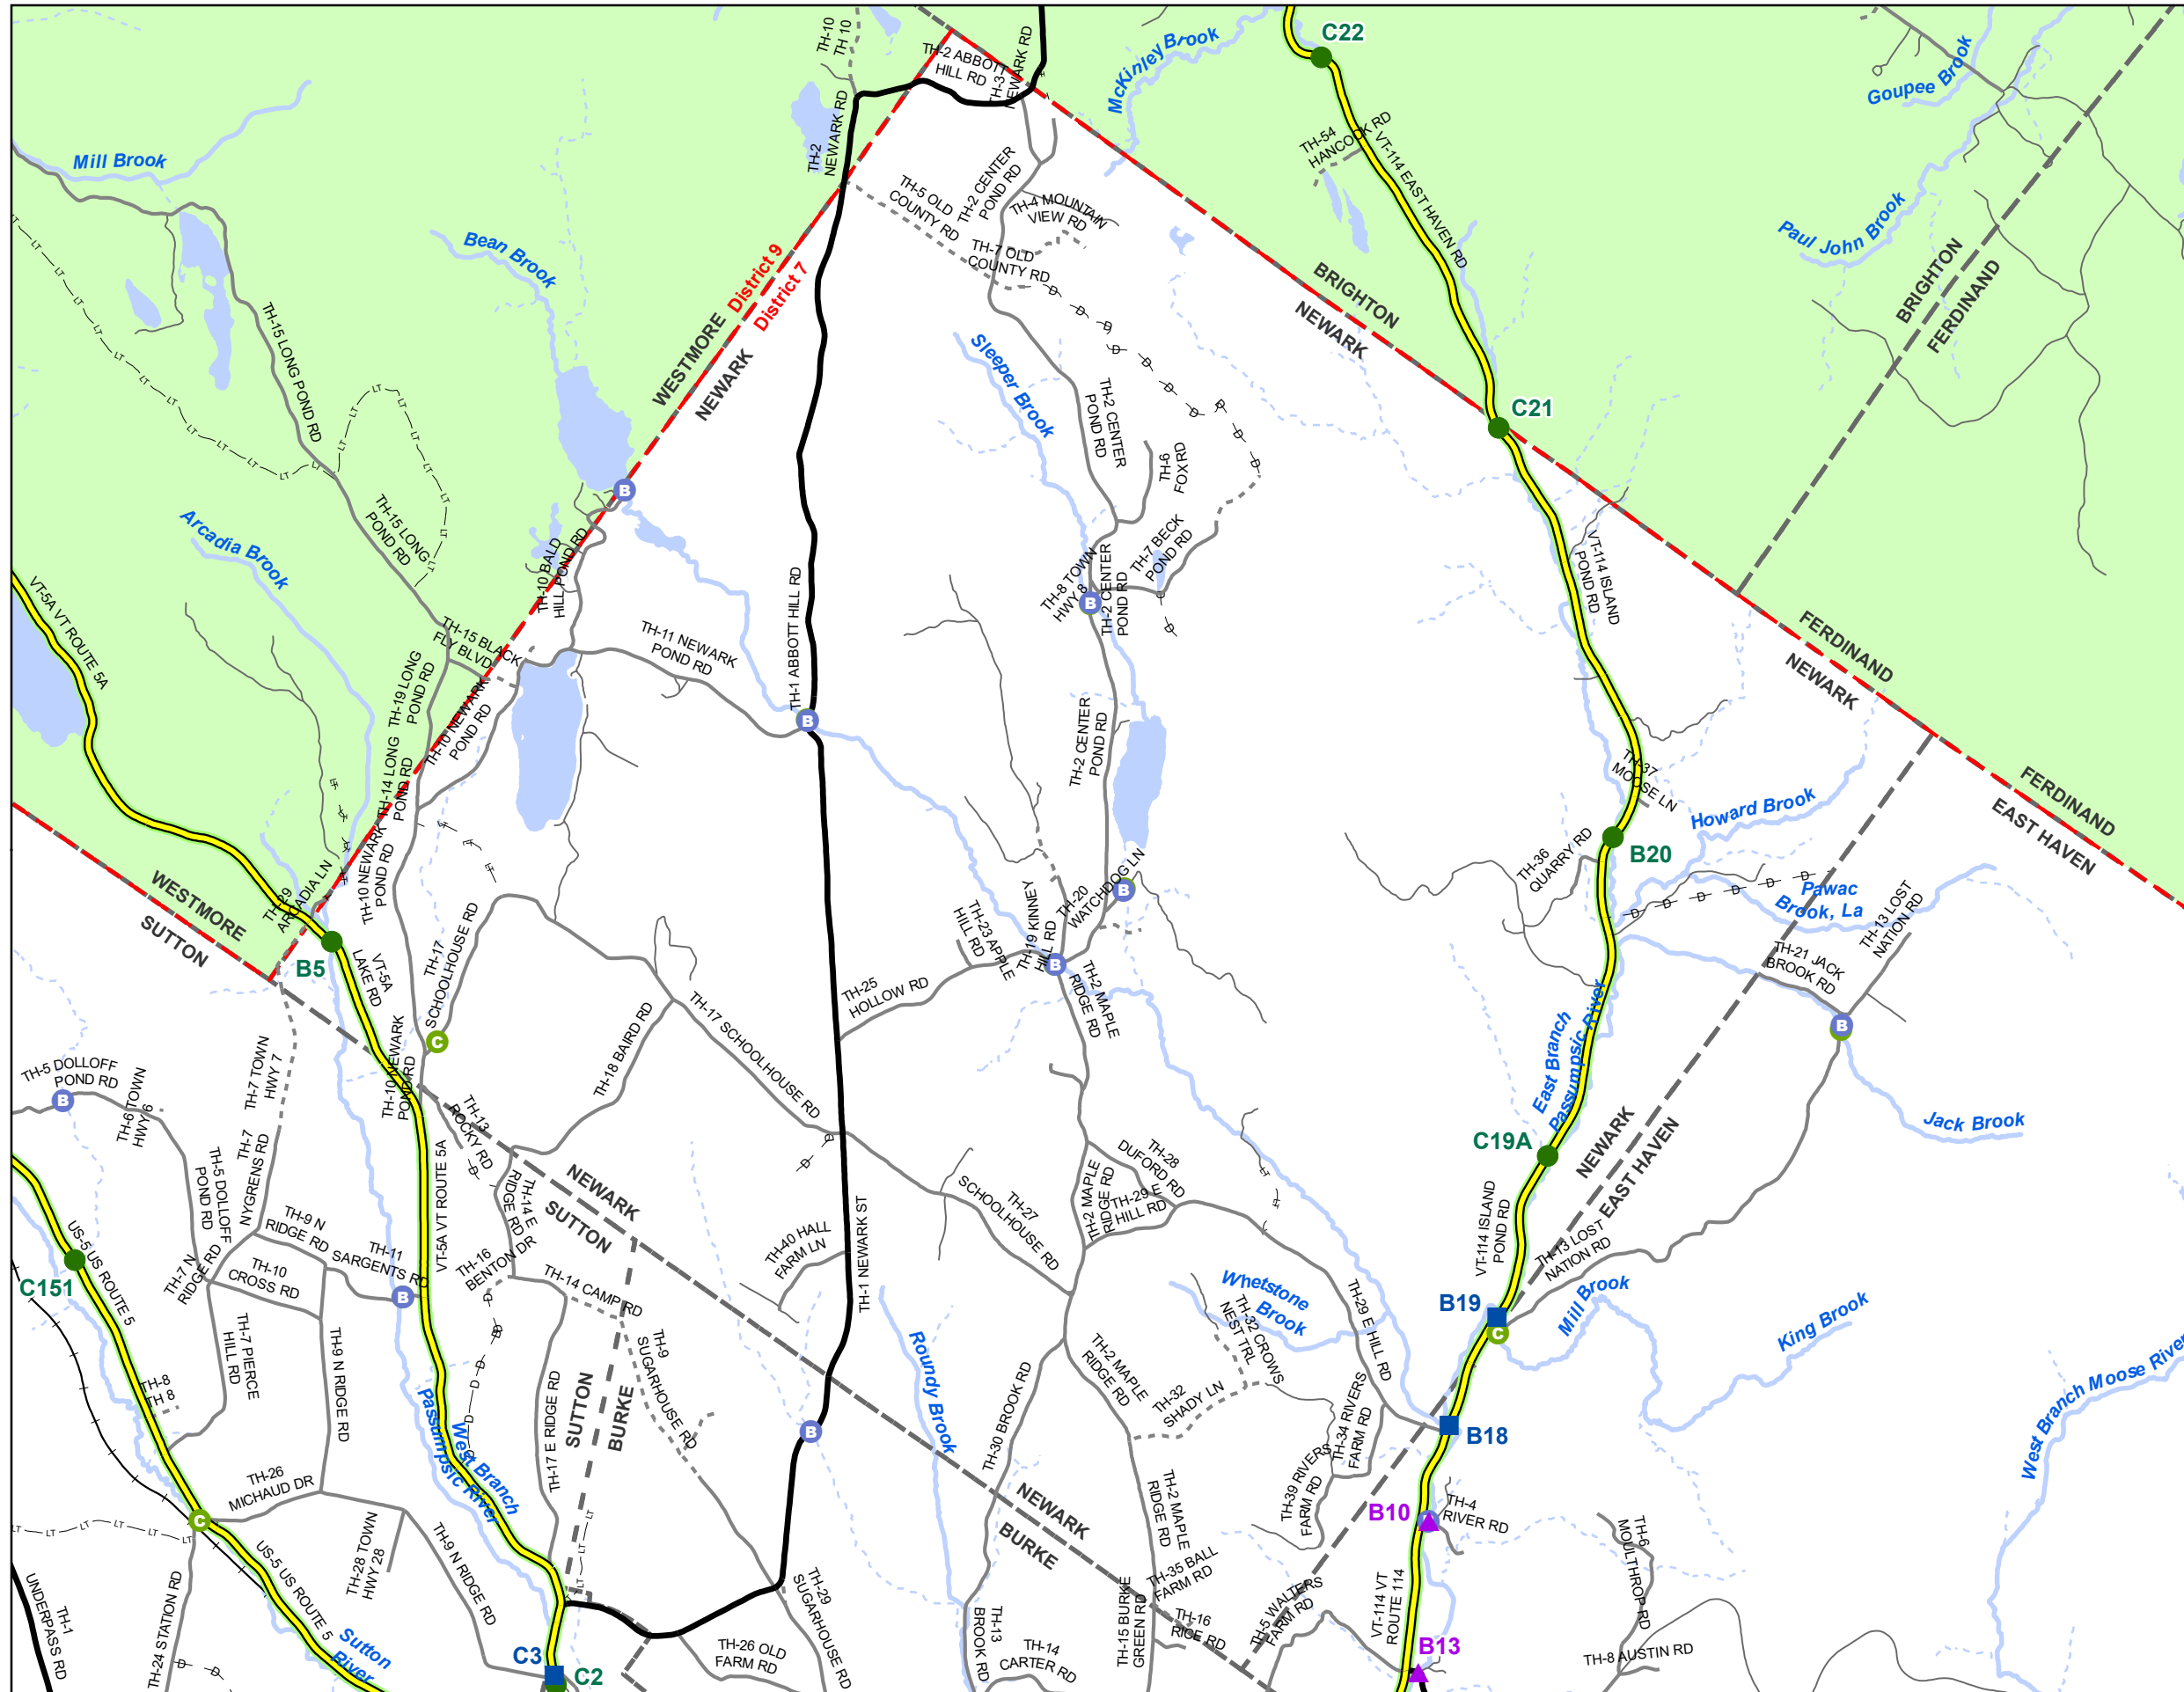 TH-10
TH 10
TH-2 ABBOTT
HILL RD
TH-3
NEWARK RD
McKinley Brook
C22
Goupee Brook
TH-2
NEWARK RD
TH-54
HANCOCK RD
VT-114 EAST HAVEN RD
Mill Brook
TH-5 OLD
COUNTY RD
TH-2 CENTER
POND RD
TH-4 MOUNTAIN
VIEW RD
TH-7 OLD
COUNTY RD
Paul John Brook
Bean Brook
WESTMORE
District 9
District 7
NEWARK
BRIGHTON
NEWARK
BRIGHTON
FERDINAND
TH-15 LONG POND RD
Sleeper Brook
TH-2 CENTER
POND RD
TH-6
FOX RD
C21
TH-15 LONG
POND RD
Arcadia Brook
TH-10 BALD
HILL POND RD
TH-7 BECK
POND RD
TH-8 TOWN
HWY 8
TH-2 CENTER
POND RD
VT-114 ISLAND
POND RD
VT-5A VT ROUTE 5A
TH-15 BLACK
FLY BLVD
TH-11 NEWARK
POND RD
TH-1 ABBOTT HILL RD
FERDINAND
NEWARK
TH-19 LONG
POND RD
TH-10 NEWARK
POND RD
TH-14 LONG
POND RD
TH-2 CENTER
POND RD
TH-37
MOOSE LN
Howard Brook
FERDINAND
EAST HAVEN
TH-10 NEWARK
POND RD
TH-29
ARCADIA LN
WESTMORE
SUTTON
B5
VT-5A
LAKE RD
TH-17
SCHOOLHOUSE RD
TH-23 APPLE
HILL RD
TH-19 KINNEY
HILL RD
TH-20
WATCHDOG LN
TH-36
QUARRY RD
B20
Pawac
Brook, La
TH-13 LOST
NATION RD
TH-21 JACK
BROOK RD
TH-25
HOLLOW RD
TH-2 MAPLE
RIDGE RD
TH-17 SCHOOLHOUSE RD
TH-18 BAIRD RD
TH-10 NEWARK
POND RD
East Branch
Passumpsic River
TH-5 DOLLOFF
POND RD
TH-6 TOWN
HWY 6
TH-7 TOWN
HWY 7
TH-13
ROCKY RD
Jack Brook
C19A
NEWARK
EAST HAVEN
TH-5 DOLLOFF
POND RD
TH-7
NYGRENS RD
TH-14 E
RIDGE RD
NEWARK
SUTTON
TH-28
DUFORD RD
TH-29 E
HILL RD
TH-2 MAPLE
RIDGE RD
TH-27
SCHOOLHOUSE RD
VT-114 ISLAND
POND RD
TH-13 LOST
NATION RD
TH-9 N
RIDGE RD
TH-11
SARGENTS RD
VT-5A VT ROUTE 5A
TH-16
BENTON DR
TH-40 HALL
FARM LN
TH-1 NEWARK ST
US-5 US ROUTE 5
C151
TH-7 N
RIDGE RD
TH-10
CROSS RD
TH-14 CAMP RD
Whetstone
Brook
TH-29 E HILL RD
B19
Mill Brook
King Brook
TH-7 PIERCE
HILL RD
TH-9 N RIDGE RD
TH-9
SUGARHOUSE RD
Roundy Brook
TH-32 CROWS
NEST TRL
TH-2 MAPLE
RIDGE RD
TH-32
SHADY LN
West Branch Moose River
TH-8
TH 8
West Branch
Passumpsic River
TH-17 E RIDGE RD
SUTTON
BURKE
TH-30 BROOK RD
TH-34 RIVERS
FARM RD
TH-39 RIVERS
FARM RD
B18
TH-26
MICHAUD DR
NEWARK
BURKE
TH-2 MAPLE
RIDGE RD
B10
TH-4
RIVER RD
TH-6
MOULTHROP RD
TH-28 TOWN
HWY 28
TH-9 N RIDGE RD
US-5 US ROUTE 5
TH-35 BALL
FARM RD
TH-5 WALTERS
FARM RD
VT-114 VT
ROUTE 114
TH-1
UNDERPASS RD
TH-24 STATION RD
Sutton
River
TH-29
SUGARHOUSE RD
TH-26 OLD
FARM RD
TH-13
BROOK RD
TH-14
CARTER RD
TH-15 BURKE
GREEN RD
TH-16
RICE RD
TH-8 AUSTIN RD
C3
C2
B13